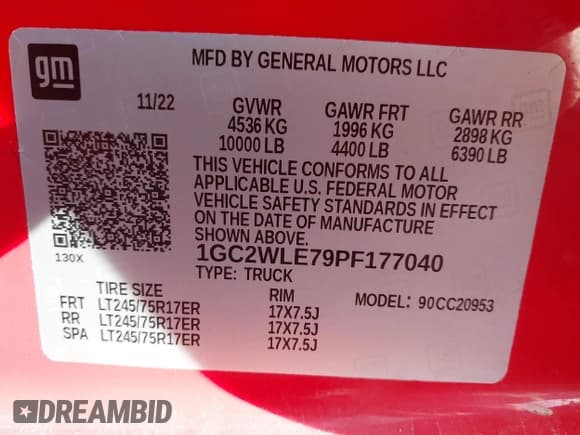 gm
MFD BY GENERAL MOTORS LLC
11/22
GVWR GAWR FRT GAWR RR
4536 KG 1996 KG 2898 KG
10000 LB 4400 LB 6390 LB
THIS VEHICLE CONFORMS TO ALL
APPLICABLE U.S. FEDERAL MOTOR
VEHICLE SAFETY STANDARDS IN EFFECT
ON THE DATE OF MANUFACTURE
SHOWN ABOVE.
130X
1GC2WLE79PF177040
TYPE: TRUCK
TIRE SIZE RIM MODEL: 90CC20953
FRT LT245/75R17ER 17X7.5J
RR LT245/75R17ER 17X7.5J
SPA LT245/75R17ER 17X7.5J
DREAMBID